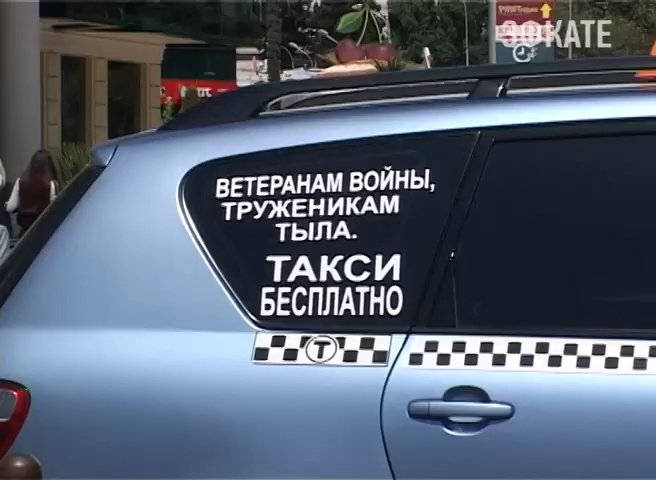 ВЕТЕРАНАМ ВОЙНЫ,
ТРУЖЕНИКАМ
ТЫЛА.
ТАКСИ
БЕСПЛАТНО
Т